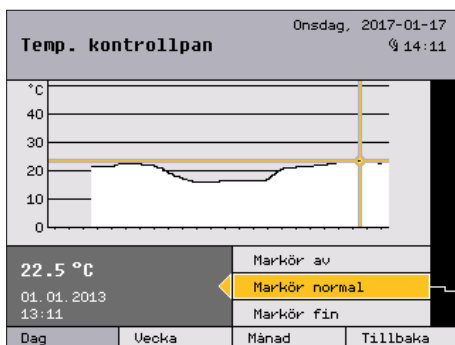 Onsdag, 2017-01-17
Temp. kontrollpan
14:11
°C
40
30
20
10
0
22.5 °C
01.01.2013
13:11
Markör av
Markör normal
Markör fin
Dag
Vecka
Månad
Tillbaka